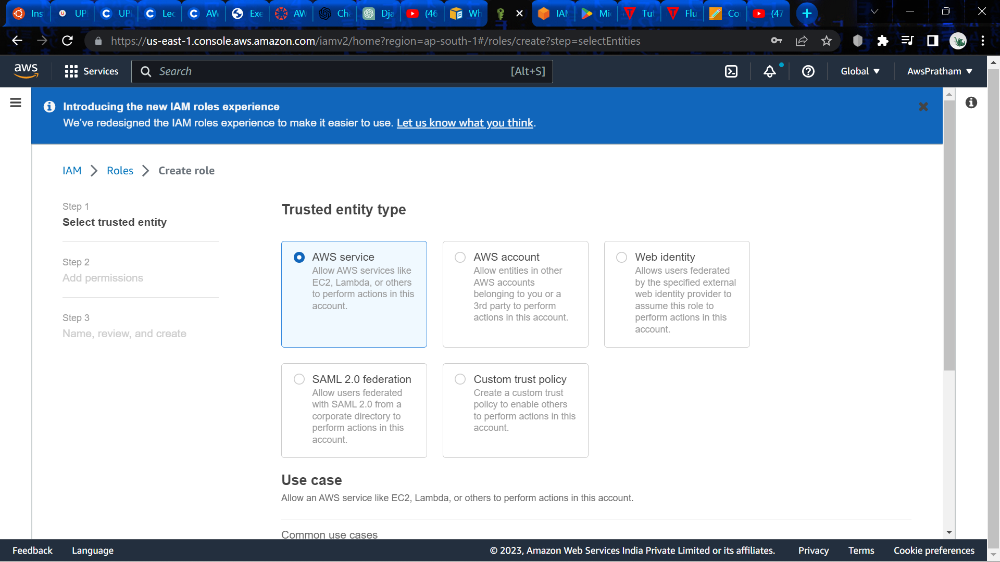 Ins UP UP Lec AW Exe AW Ch Dja (46 Wh IAM Mi Tut Flu Co (47
https://us-east-1.console.aws.amazon.com/iamv2/home?region=ap-south-1#/roles/create?step=selectEntities
aws Services Search [Alt+S] Global AwsPratham
Introducing the new IAM roles experience
We've redesigned the IAM roles experience to make it easier to use. Let us know what you think.
IAM Roles Create role
Step 1
Select trusted entity
Step 2
Add permissions
Step 3
Name, review, and create
Trusted entity type
AWS service
Allow AWS services like
EC2, Lambda, or others
to perform actions in this
account.
AWS account
Allow entities in other
AWS accounts
belonging to you or a
3rd party to perform
actions in this account.
Web identity
Allows users federated
by the specified external
web identity provider to
assume this role to
perform actions in this
account.
SAML 2.0 federation
Allow users federated
with SAML 2.0 from a
corporate directory to
perform actions in this
account.
Custom trust policy
Create a custom trust
policy to enable others
to perform actions in this
account.
Use case
Allow an AWS service like EC2, Lambda, or others to perform actions in this account.
Common use cases
Feedback Language © 2023, Amazon Web Services India Private Limited or its affiliates. Privacy Terms Cookie preferences